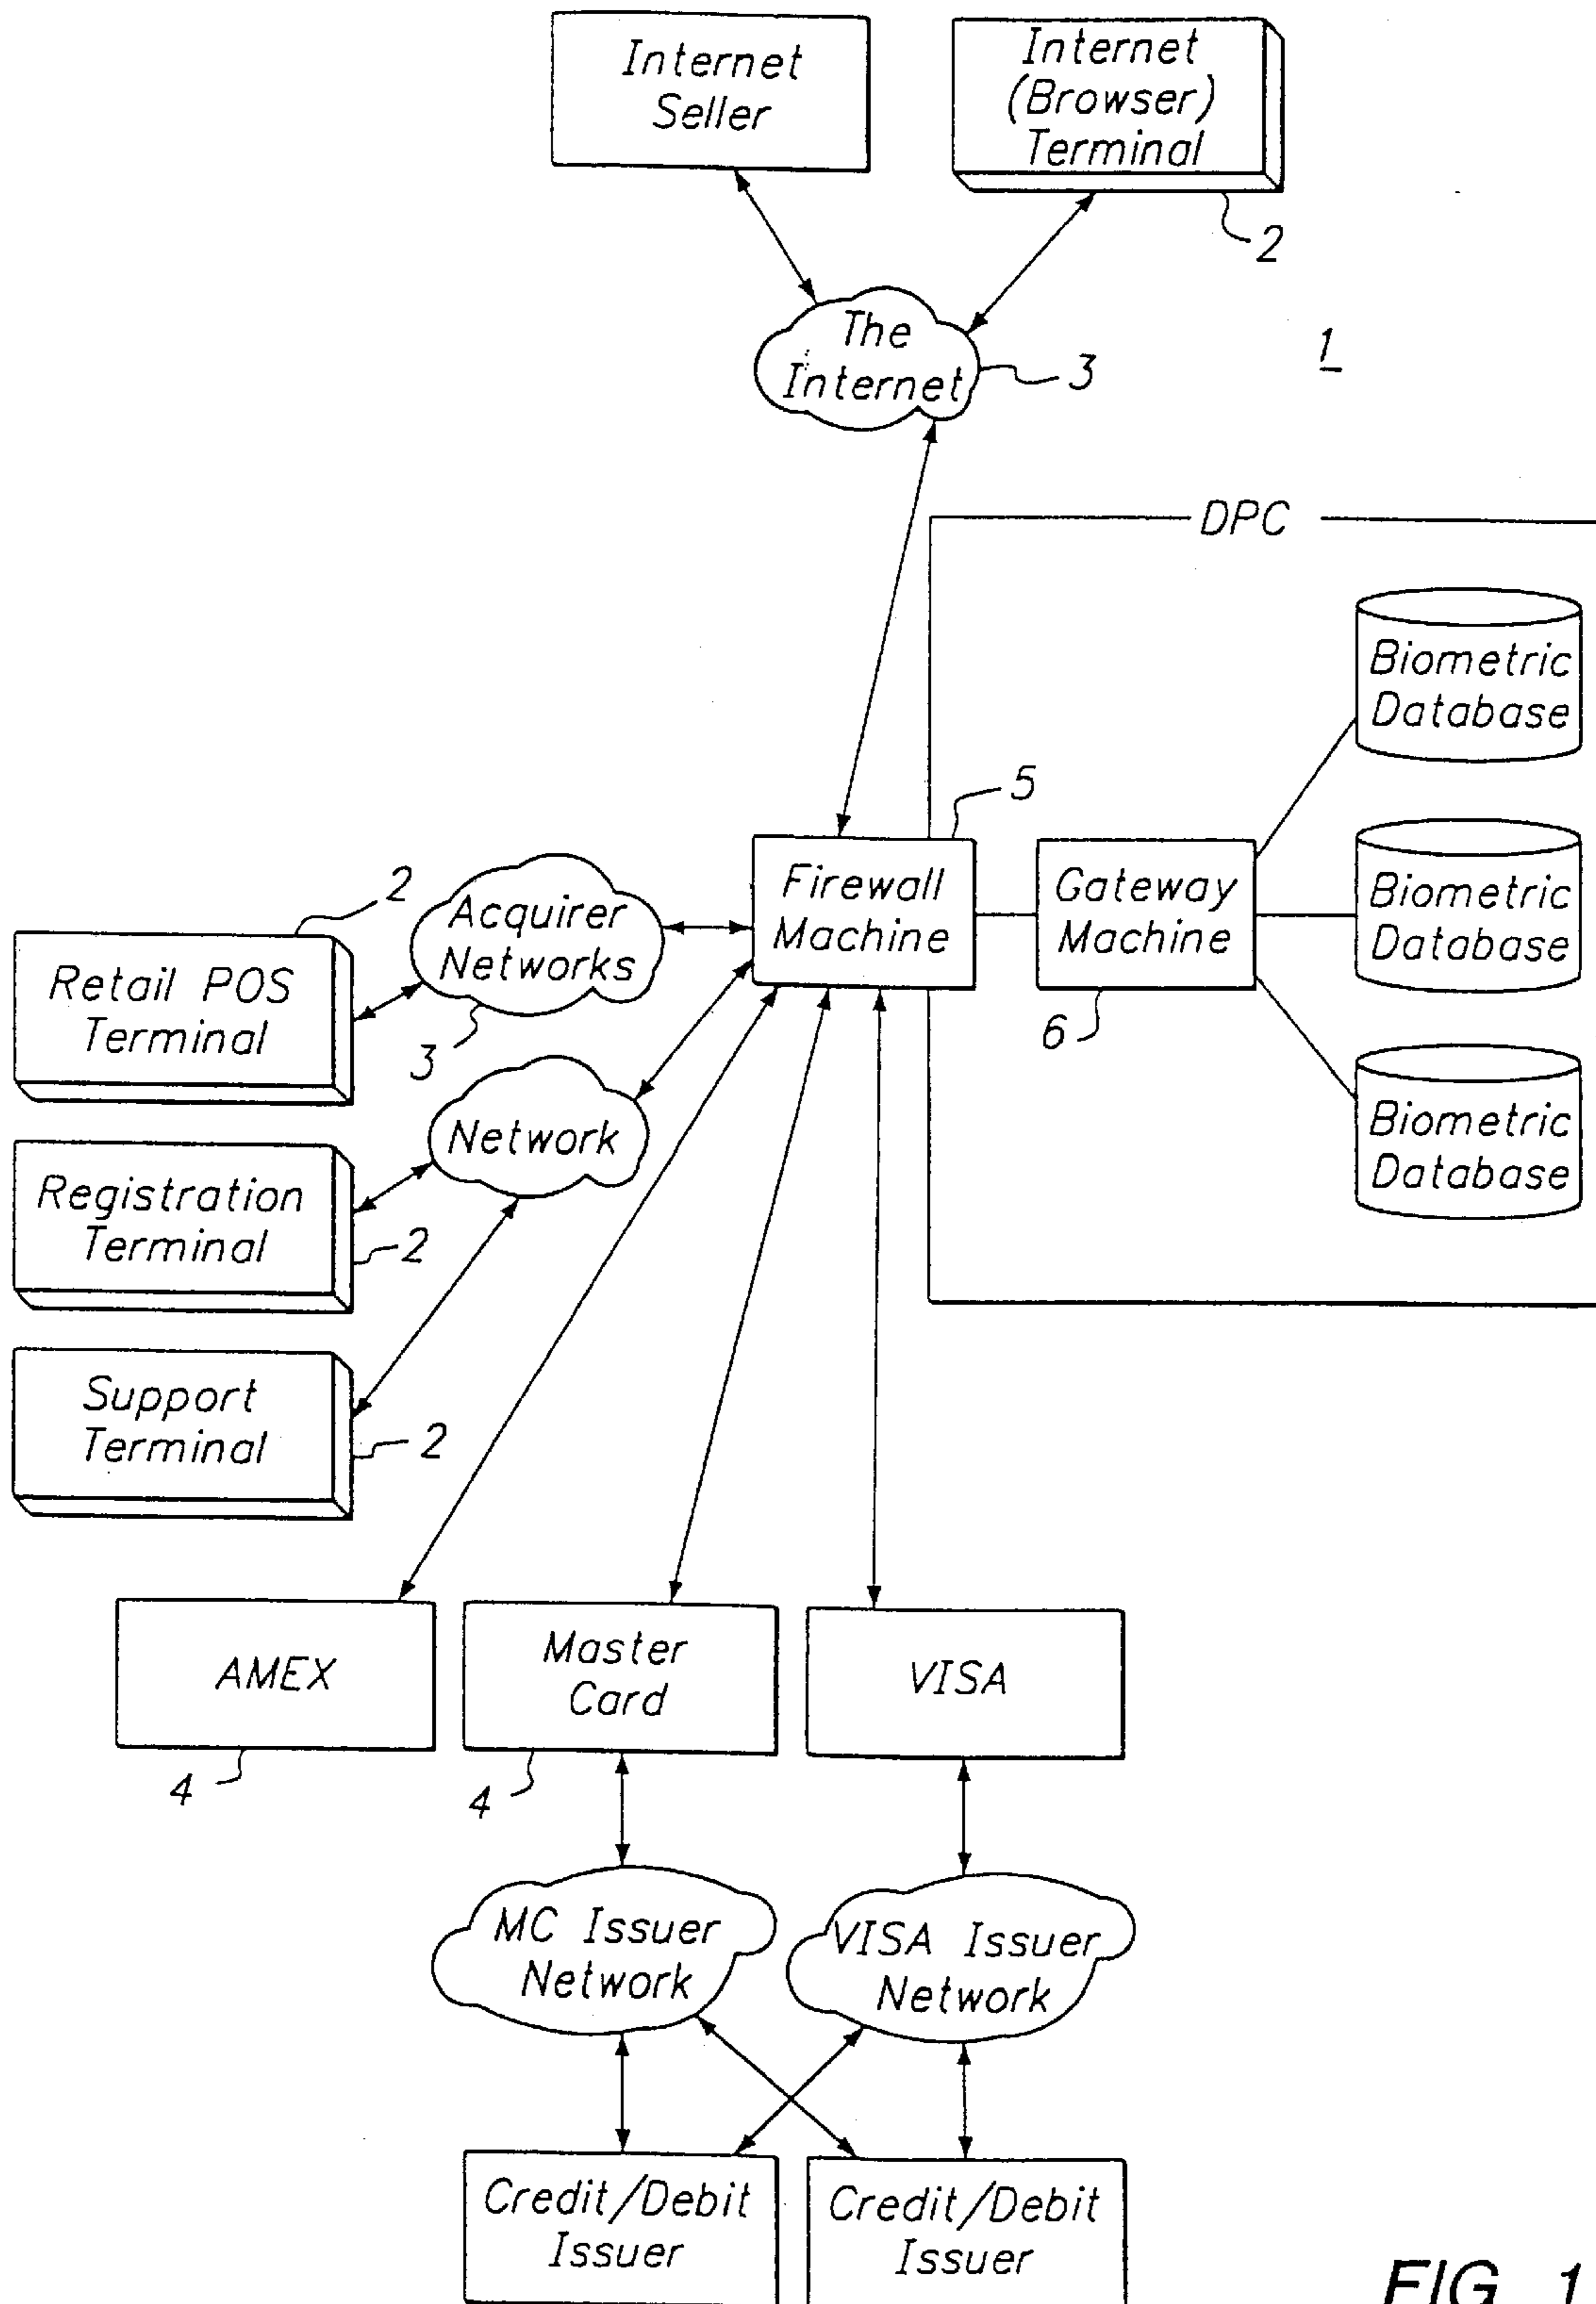 Internet
Seller
Internet
(Browser)
Terminal
2
The
Internet
3
1
DPC
Biometric
Database
5
Firewall
Machine
Gateway
Machine
6
Biometric
Database
Biometric
Database
Acquirer
Networks
3
2
Retail POS
Terminal
Network
Registration
Terminal
2
Support
Terminal
2
AMEX
4
Master
Card
4
VISA
MC Issuer
Network
VISA Issuer
Network
Credit/Debit
Issuer
Credit/Debit
Issuer
FIG. 1